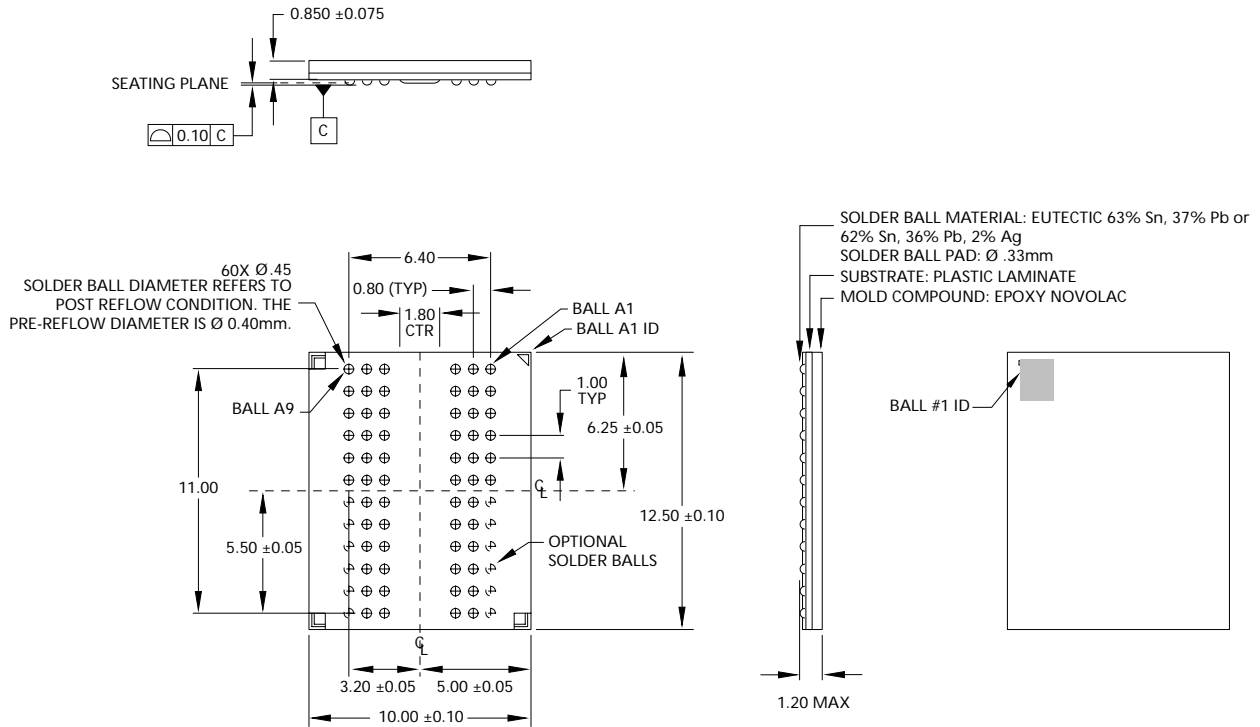 0.850 ±0.075
SEATING PLANE
0.10 C
C
SOLDER BALL MATERIAL: EUTECTIC 63% Sn, 37% Pb or
62% Sn, 36% Pb, 2% Ag
SOLDER BALL PAD: Ø .33mm
SUBSTRATE: PLASTIC LAMINATE
MOLD COMPOUND: EPOXY NOVOLAC
60X Ø.45
SOLDER BALL DIAMETER REFERS TO
POST REFLOW CONDITION. THE
PRE-REFLOW DIAMETER IS Ø 0.40mm.
6.40
0.80 (TYP)
1.80
CTR
BALL A1
BALL A1 ID
BALL A9
1.00
TYP
6.25 ±0.05
BALL #1 ID
11.00
CL
12.50 ±0.10
5.50 ±0.05
OPTIONAL
SOLDER BALLS
CL
3.20 ±0.05
5.00 ±0.05
10.00 ±0.10
1.20 MAX